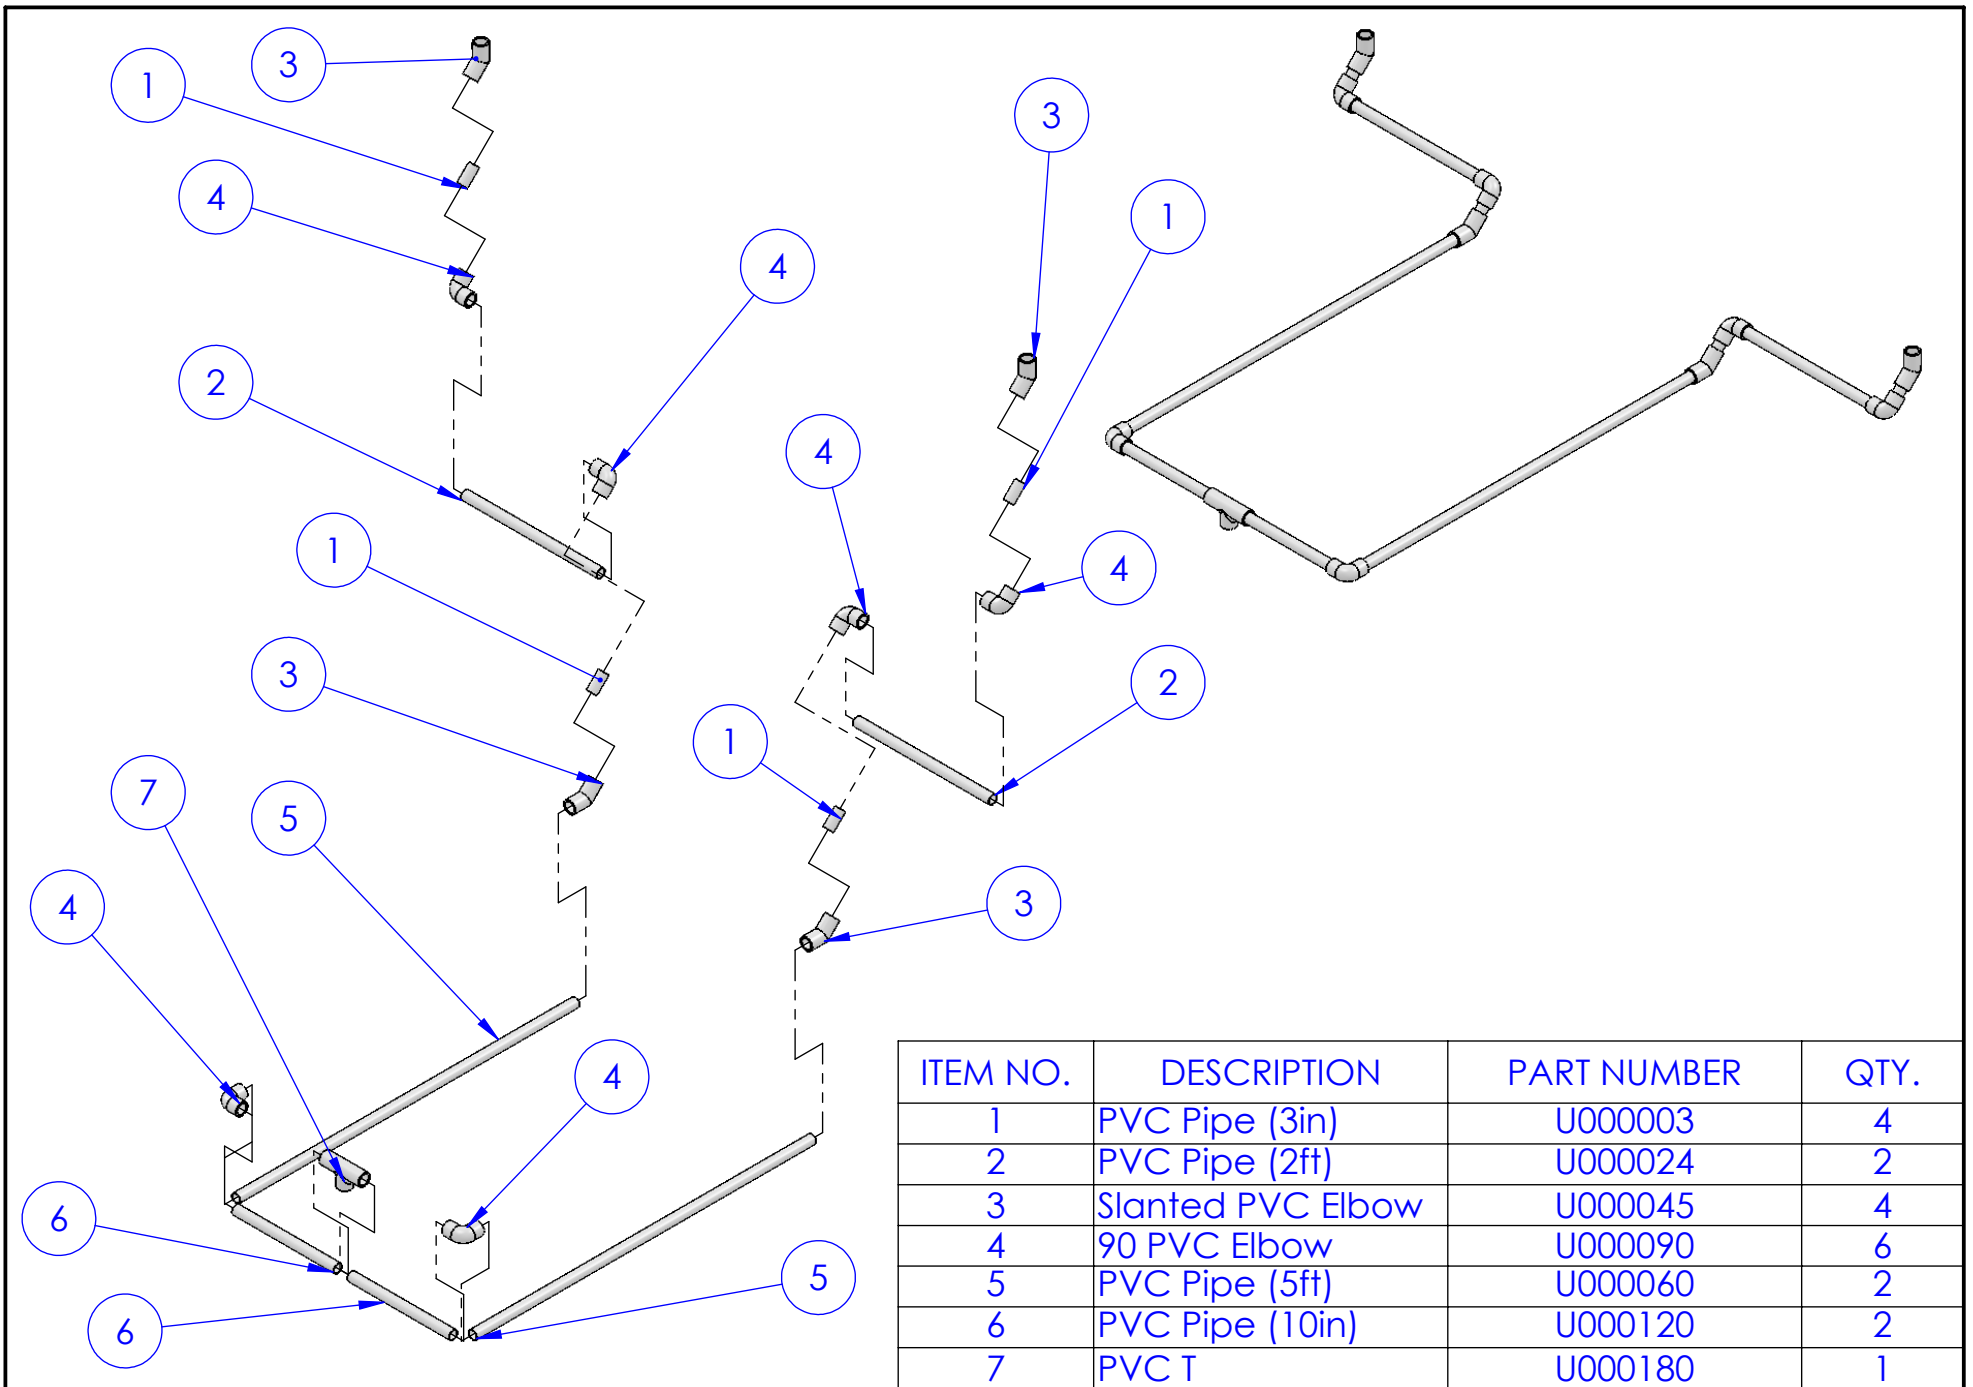 3
1
3
4
1
4
2
4
1
4
3
2
1
7
5
3
4
4
6
5
6
ITEM NO. DESCRIPTION PART NUMBER QTY.
1 PVC Pipe (3in) U000003 4
2 PVC Pipe (2ft) U000024 2
3 Slanted PVC Elbow U000045 4
4 90 PVC Elbow U000090 6
5 PVC Pipe (5ft) U000060 2
6 PVC Pipe (10in) U000120 2
7 PVC T U000180 1